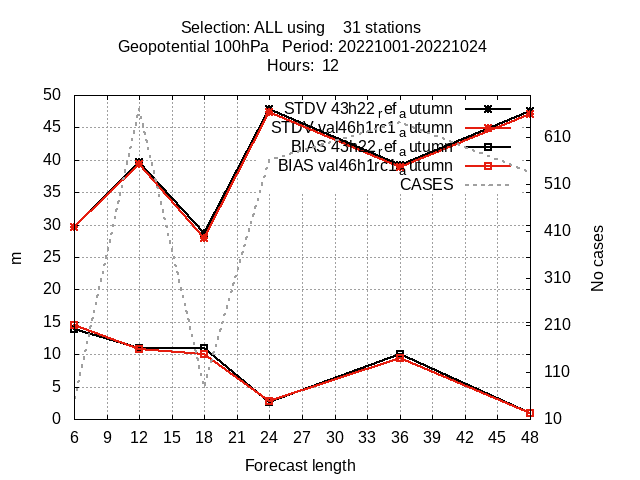 Selection: ALL using 31 stations
Geopotential 100hPa Period: 20221001-20221024
Hours: 12
50
45
40
35
30
25
20
15
10
5
0
m
STDV 43h22_ref_autumn
STDV val46h1rc1_autumn
BIAS 43h22_ref_autumn
BIAS val46h1rc1_autumn
CASES
610
510
410
310
210
110
10
No cases
6 9 12 15 18 21 24 27 30 33 36 39 42 45 48
Forecast length